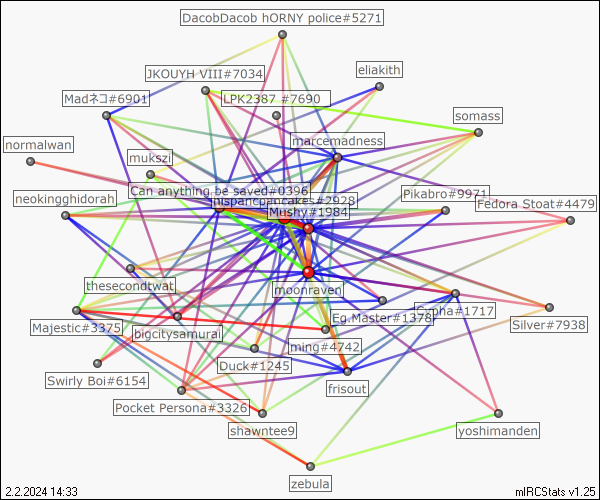 DacobDacob hORNY police#5271
JKOUYH VIII#7034
eliakith
Madネコ#6901
LPK2387 #7690
somass
normalwan
marcemadness
mukszi
Can anything be saved#0396
Pikabro#9971
neokingghidorah
hispancpancakes#2928
Fedora Stoat#4479
Mushy#1984
thesecondtwat
moonraven
Eg.Master#1378
Majestic#3375
bigcitysamurai
Silver#7938
ming#4742
Duck#1245
Swirly Boi#6154
frisout
Pocket Persona#3326
shawntee9
yoshimanden
zebula
2.2.2024 14:33
mIRCStats v1.25